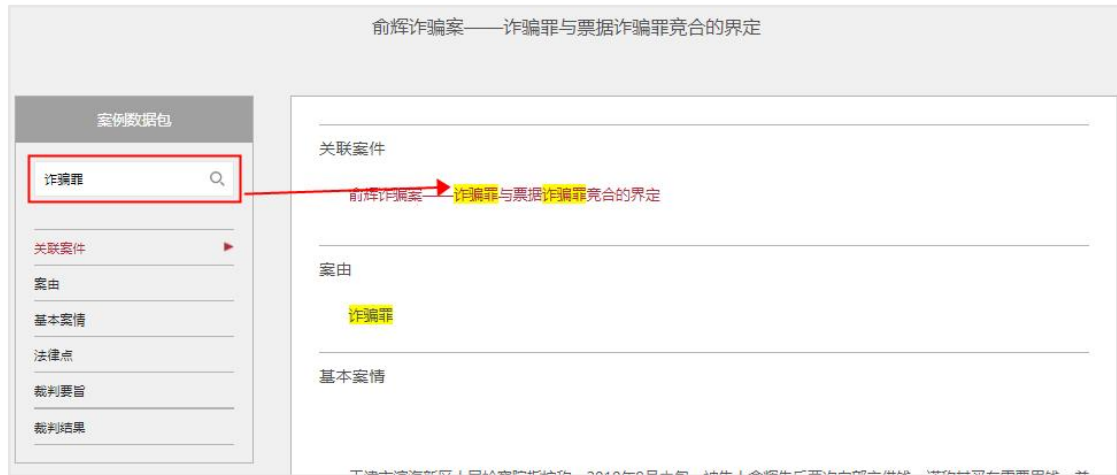 俞辉诈骗案——诈骗罪与票据诈骗罪竞合的界定
案例数据包
诈骗罪
关联案件
案由
基本案情
法律点
裁判要旨
裁判结果
关联案件
俞辉诈骗案——诈骗罪与票据诈骗罪竞合的界定
案由
诈骗罪
基本案情